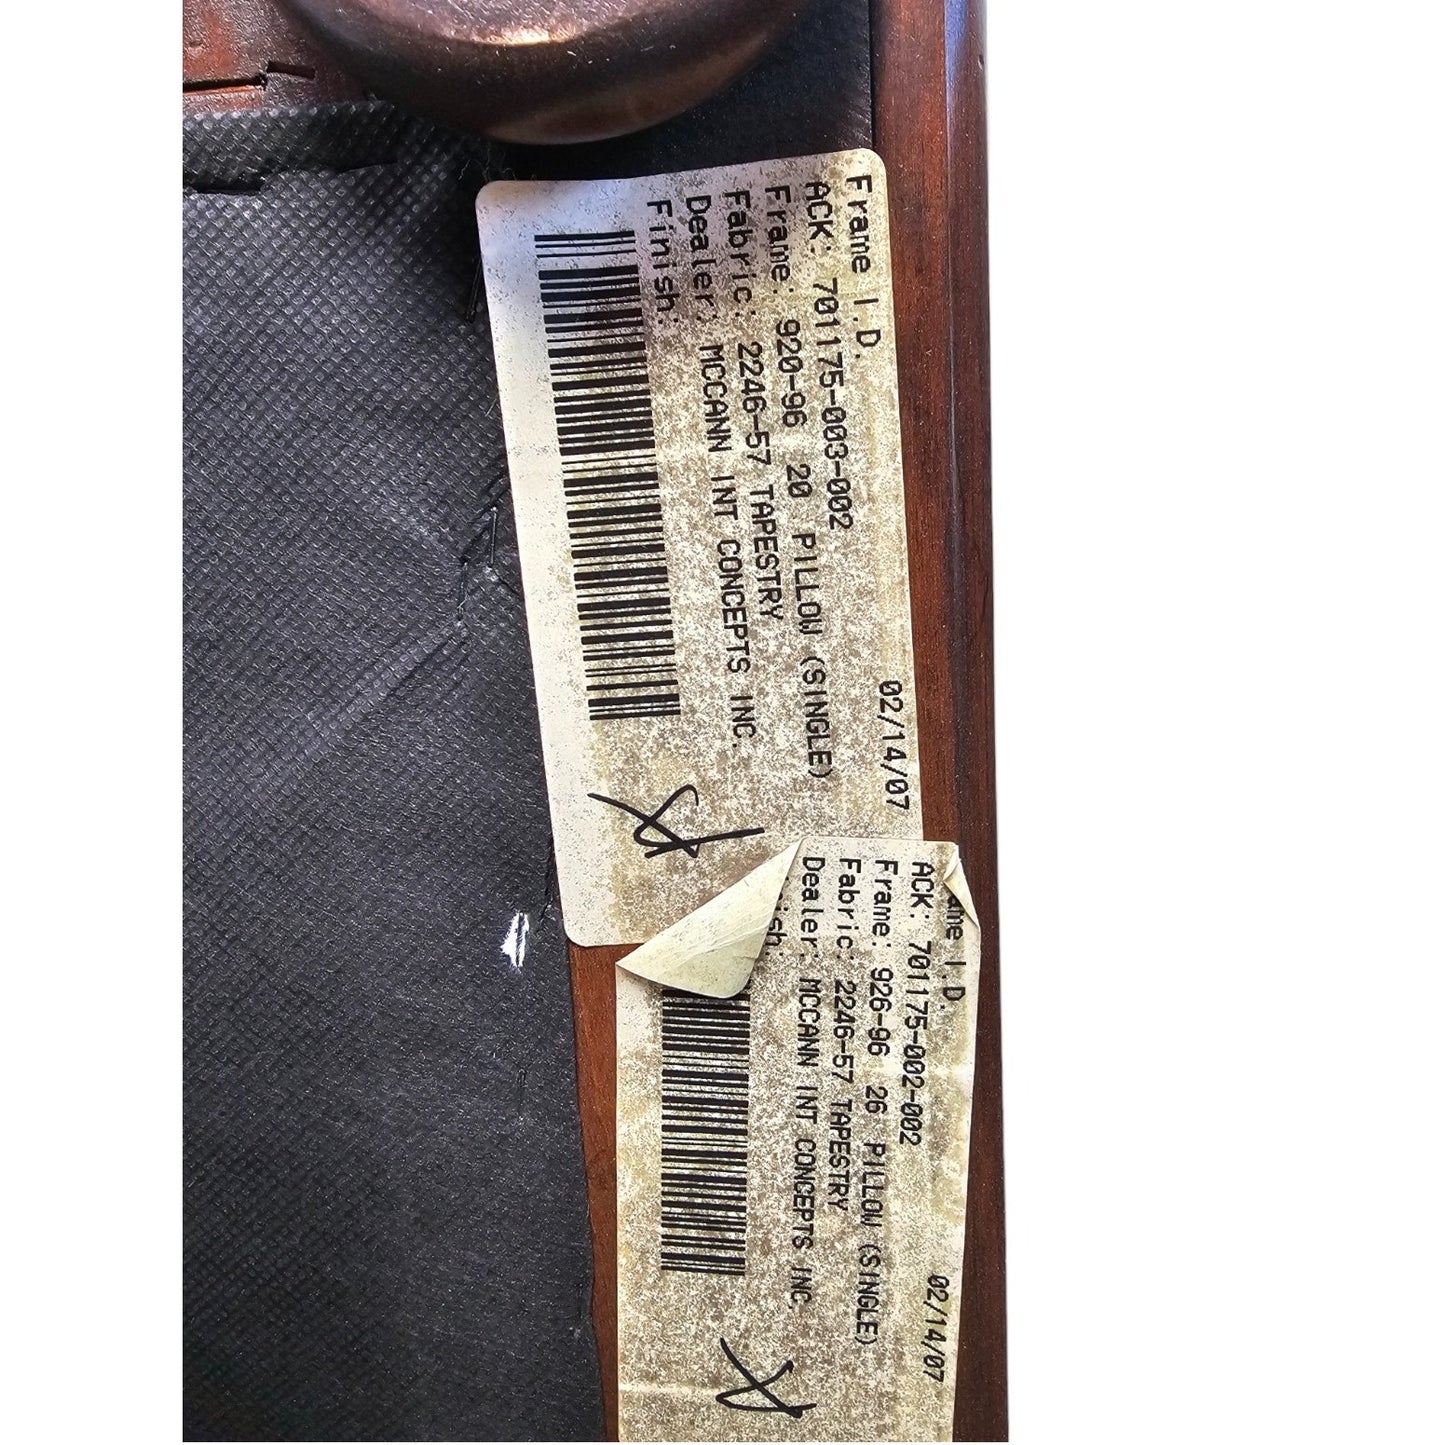 Frame I.D. 02/14/07
ACK: 701175-003-002
Frame: 920-96 20 PILLOW (SINGLE)
Fabric: 2246-57 TAPESTRY
Dealer: MCCANN INT CONCEPTS INC.
Finish:
ame I.D. 02/14/07
ACK: 701175-002-002
Frame: 926-96 26 PILLOW (SINGLE)
Fabric: 2246-57 TAPESTRY
Dealer: MCCANN INT CONCEPTS INC.
ish: